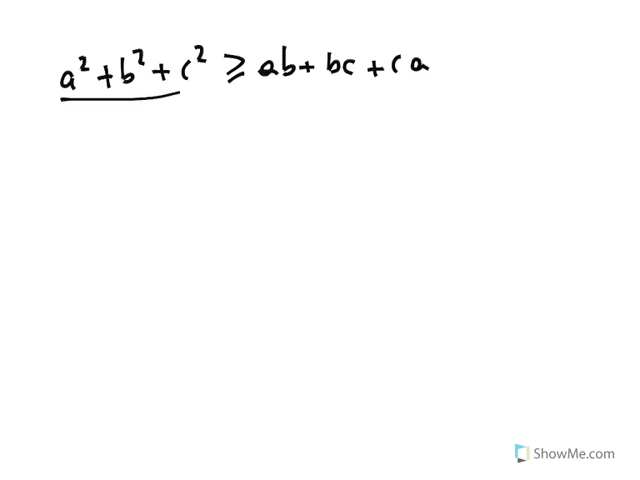 a² + b² + c² ≥ ab + bc + ca
ShowMe.com